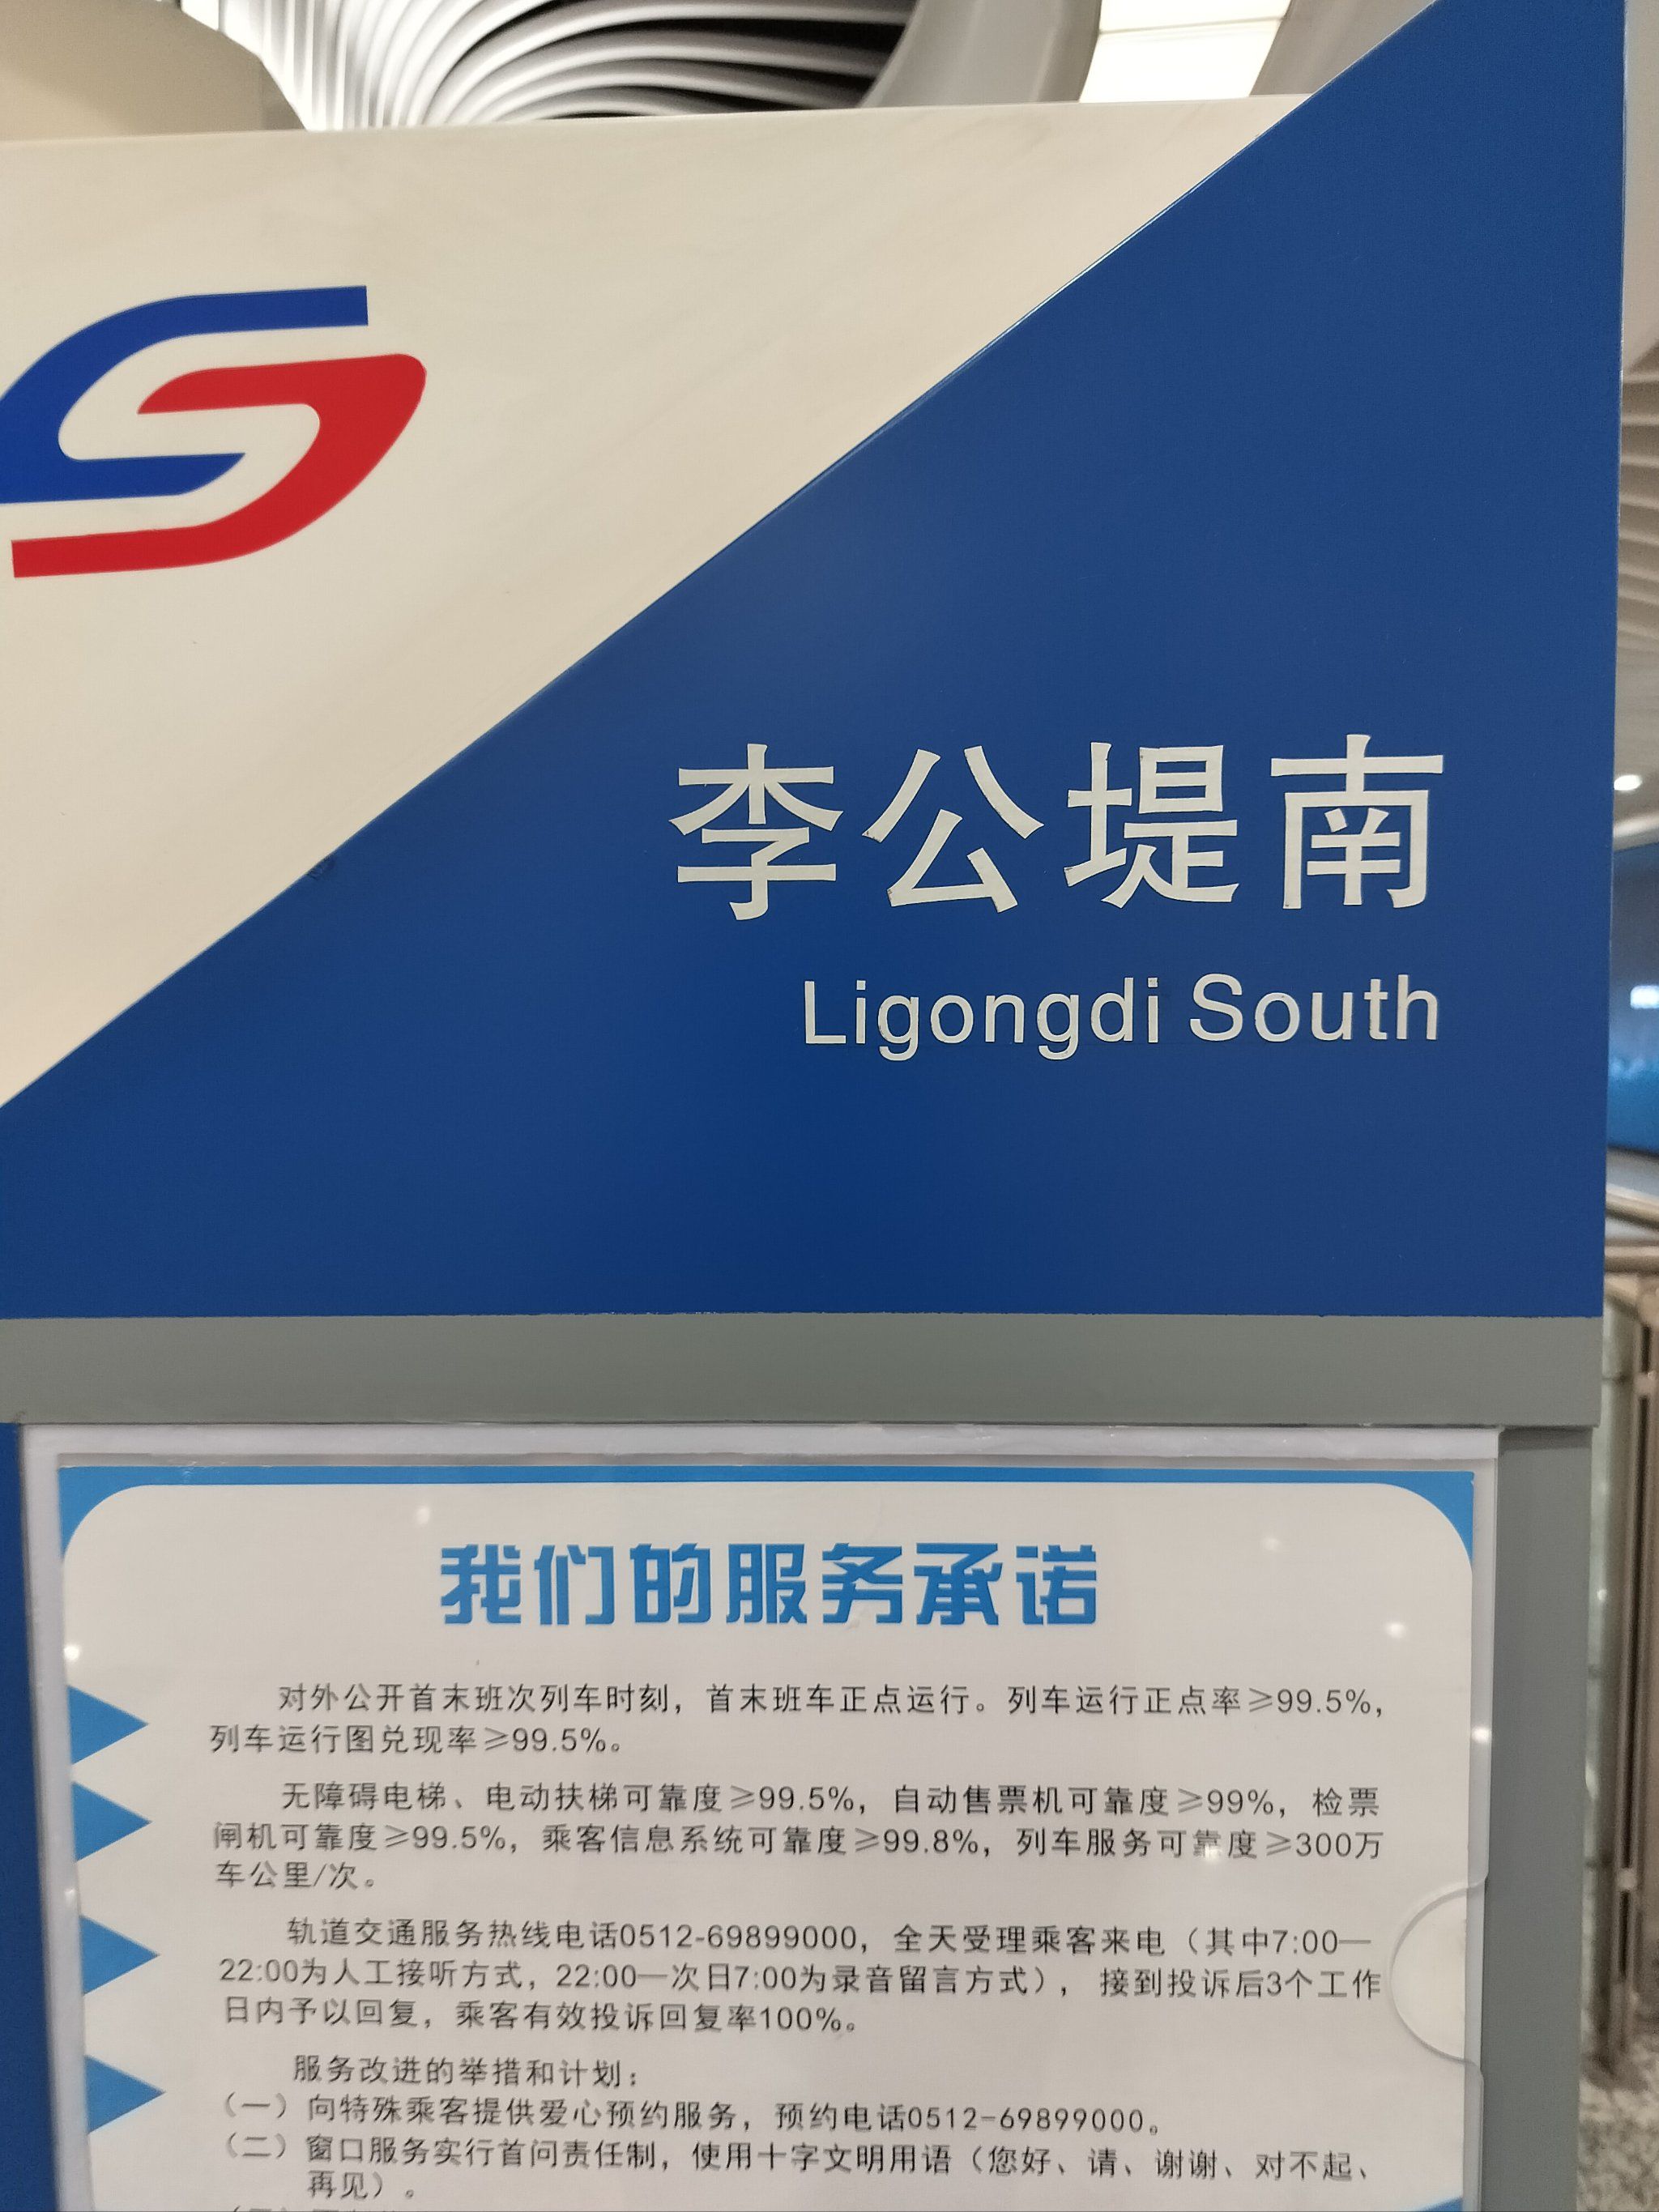 李公堤南
Ligongdi South
我们的服务承诺
对外公开首末班次列车时刻，首末班车正点运行。列车运行正点率≥99.5%，
列车运行图兑现率≥99.5%。
无障碍电梯、电动扶梯可靠度≥99.5%，自动售票机可靠度≥99%，检票
闸机可靠度≥99.5%，乘客信息系统可靠度≥99.8%，列车服务可靠度≥300万
车公里/次。
轨道交通服务热线电话0512-69899000，全天受理乘客来电（其中7:00—
22:00为人工接听方式，22:00—次日7:00为录音留言方式），接到投诉后3个工作
日内予以回复，乘客有效投诉回复率100%。
服务改进的举措和计划：
（一）向特殊乘客提供爱心预约服务，预约电话0512-69899000。
（二）窗口服务实行首问责任制，使用十字文明用语（您好、请、谢谢、对不起、
再见）。